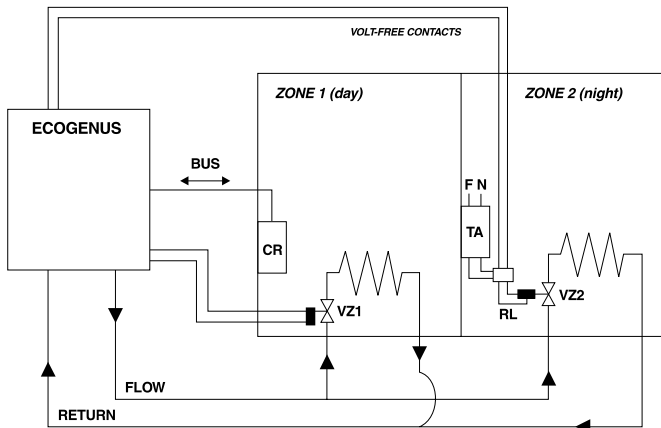 VOLT-FREE CONTACTS
ZONE 1 (day)
ZONE 2 (night)
ECOGENUS
BUS
F N
TA
CR
VZ1
RL
VZ2
FLOW
RETURN